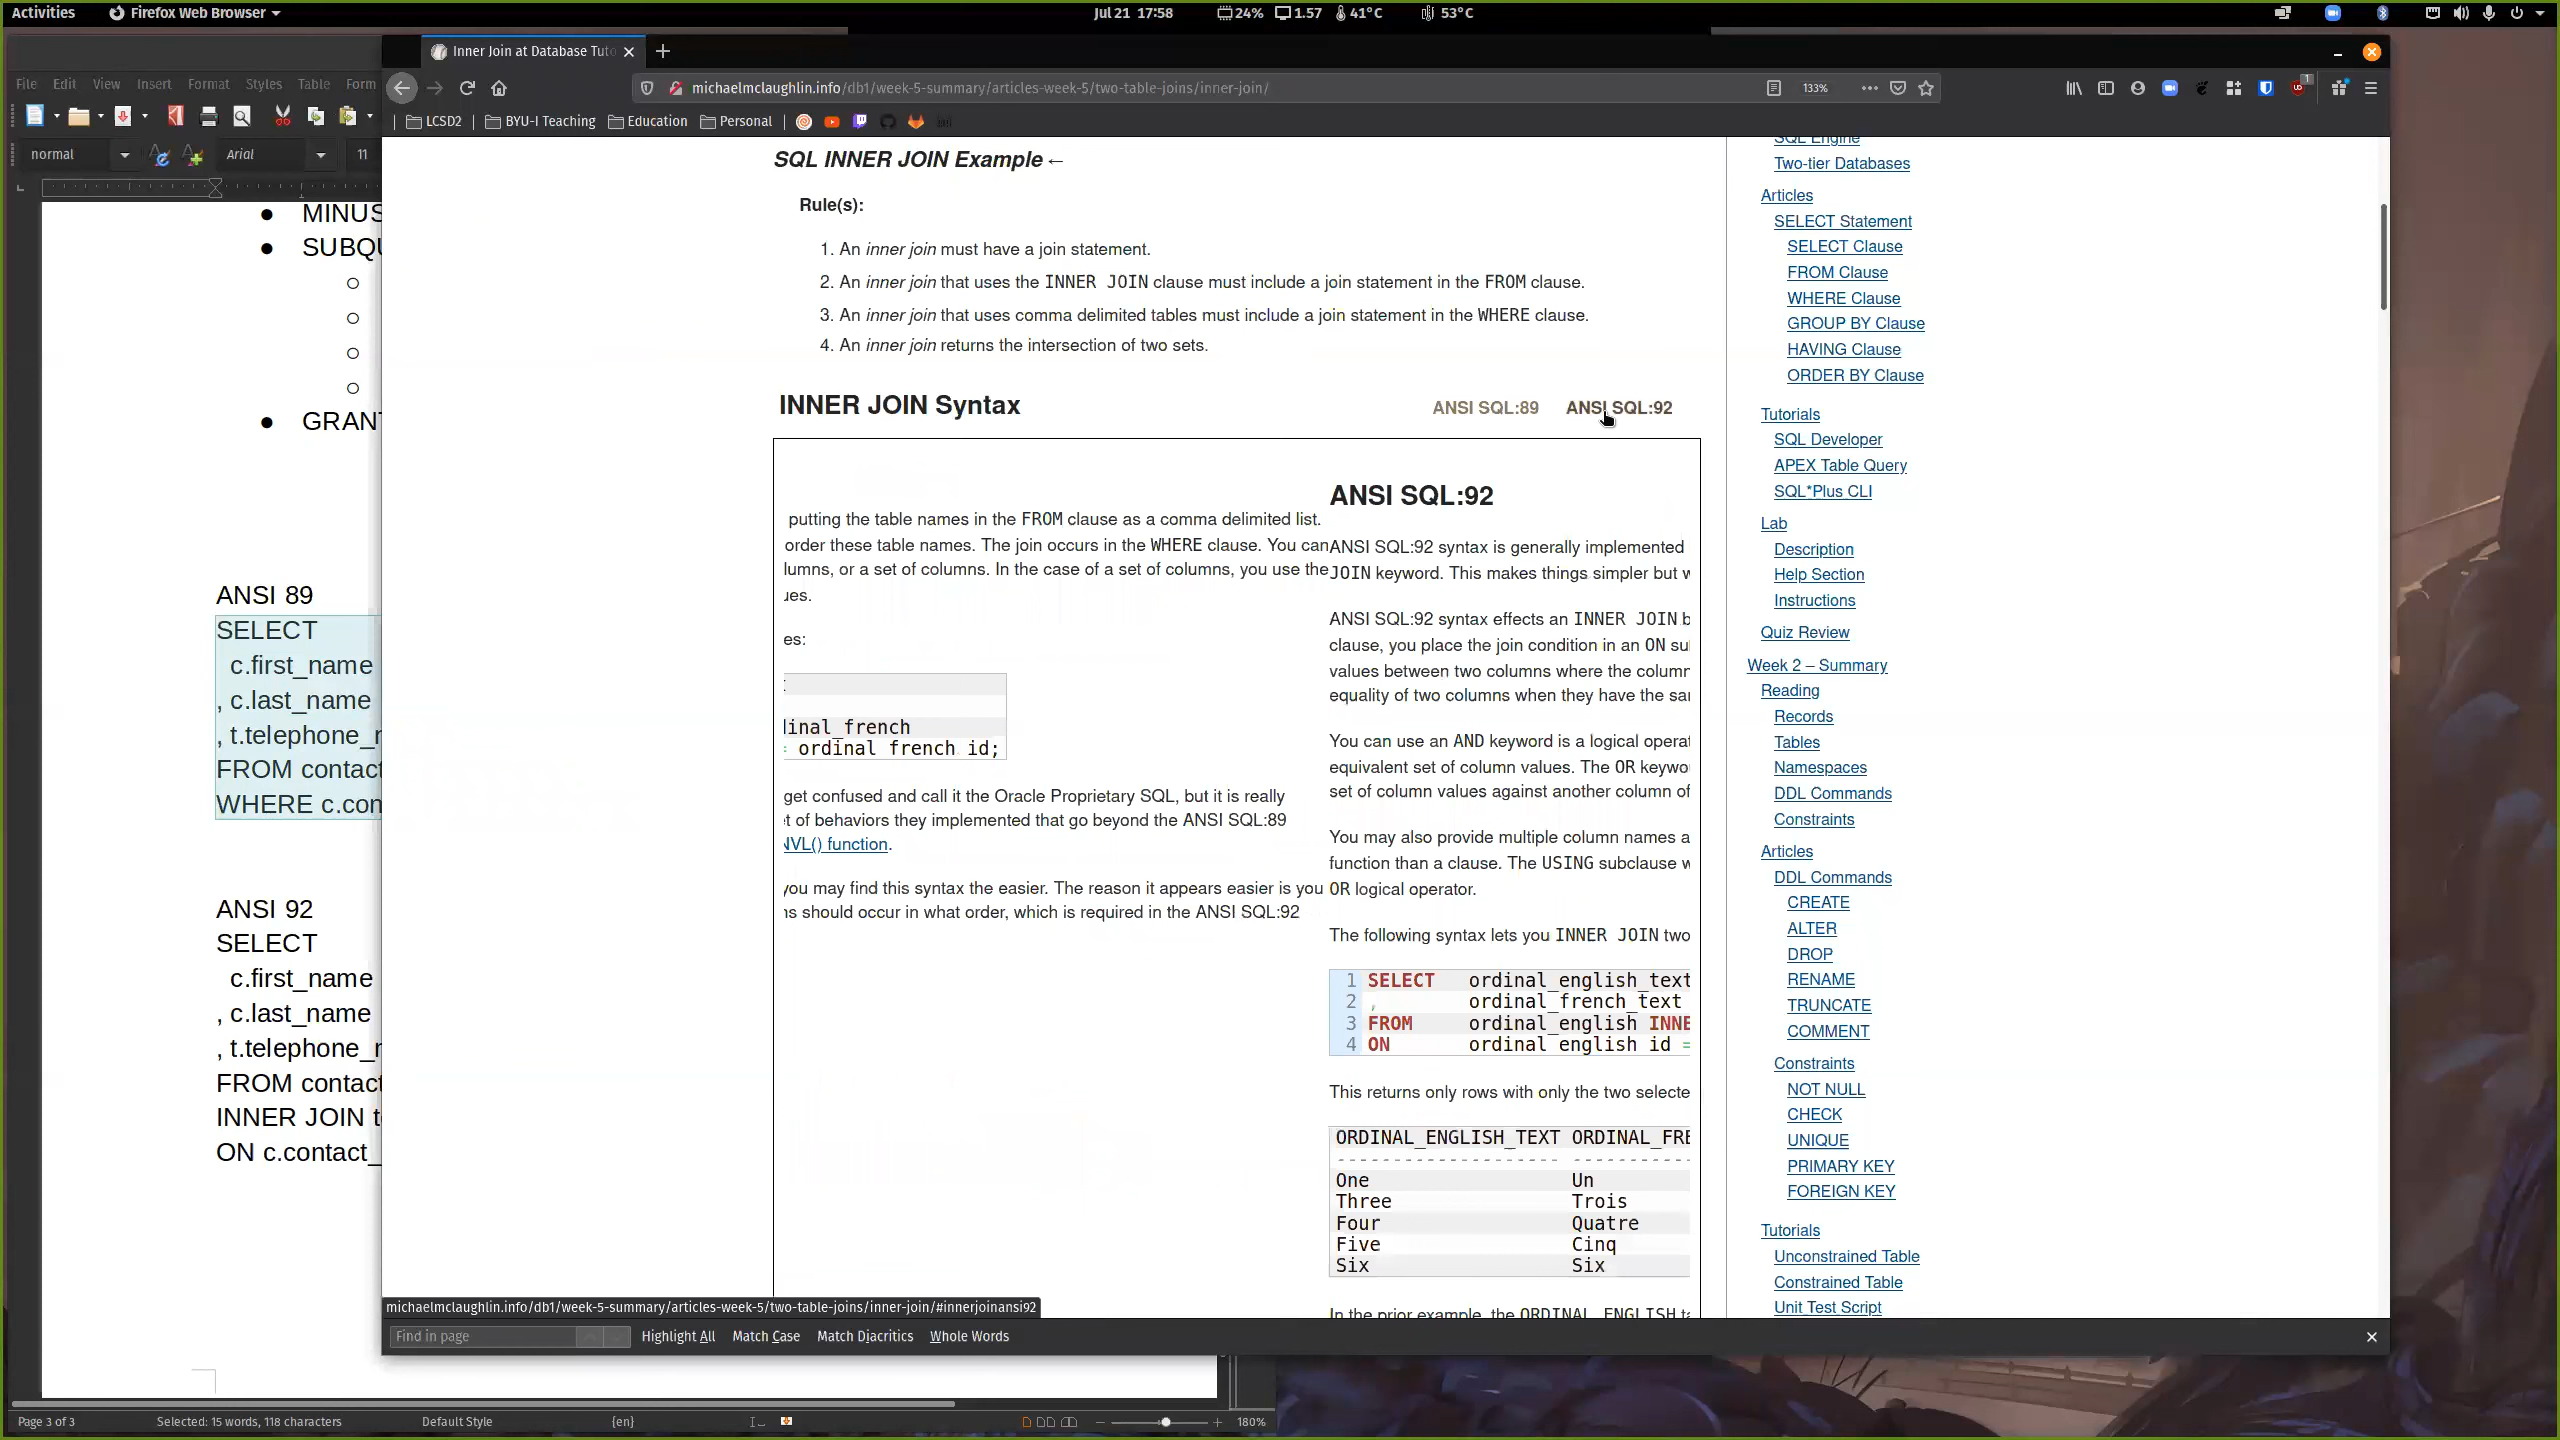 Activities
Firefox Web Browser
Jul 21 17:58
24%
1.57
41°C
53°C
File Edit View Insert Format Styles Table Form
normal
Arial
11
MINUS
SUBQU
GRANT
ANSI 89
SELECT
c.first_name
, c.last_name
, t.telephone_n
FROM contact
WHERE c.con
ANSI 92
SELECT
c.first_name
, c.last_name
, t.telephone_n
FROM contact
INNER JOIN te
ON c.contact_
Page 3 of 3
Selected: 15 words, 118 characters
Default Style
{en}
180%
Inner Join at Database Tuto
michaelmclaughlin.info/db1/week-5-summary/articles-week-5/two-table-joins/inner-join/
133%
1
LCSD2
BYU-I Teaching
Education
Personal
SQL INNER JOIN Example←
Rule(s):
1. An inner join must have a join statement.
2. An inner join that uses the INNER JOIN clause must include a join statement in the FROM clause.
3. An inner join that uses comma delimited tables must include a join statement in the WHERE clause.
4. An inner join returns the intersection of two sets.
INNER JOIN Syntax
ANSI SQL:89
ANSI SQL:92
putting the table names in the FROM clause as a comma delimited list.
order these table names. The join occurs in the WHERE clause. You can
lumns, or a set of columns. In the case of a set of columns, you use the
ues.
es:
dinal_french
= ordinal_french_id;
get confused and call it the Oracle Proprietary SQL, but it is really
et of behaviors they implemented that go beyond the ANSI SQL:89
NVL() function.
you may find this syntax the easier. The reason it appears easier is you
ns should occur in what order, which is required in the ANSI SQL:92
ANSI SQL:92
ANSI SQL:92 syntax is generally implemented
JOIN keyword. This makes things simpler but w
ANSI SQL:92 syntax effects an INNER JOIN b
clause, you place the join condition in an ON su
values between two columns where the column
equality of two columns when they have the sa
You can use an AND keyword is a logical operat
equivalent set of column values. The OR keywo
set of column values against another column of
You may also provide multiple column names a
function than a clause. The USING subclause w
OR logical operator.
The following syntax lets you INNER JOIN two
1 SELECT ordinal_english_text
2 , ordinal_french_text
3 FROM ordinal_english INNE
4 ON ordinal_english_id =
This returns only rows with only the two selecte
ORDINAL_ENGLISH_TEXT ORDINAL_FRE
-------------------- -----------
One Un
Three Trois
Four Quatre
Five Cinq
Six Six
In the prior example, the ORDINAL_ENGLISH ta
SQL Engine
Two-tier Databases
Articles
SELECT Statement
SELECT Clause
FROM Clause
WHERE Clause
GROUP BY Clause
HAVING Clause
ORDER BY Clause
Tutorials
SQL Developer
APEX Table Query
SQL*Plus CLI
Lab
Description
Help Section
Instructions
Quiz Review
Week 2 – Summary
Reading
Records
Tables
Namespaces
DDL Commands
Constraints
Articles
DDL Commands
CREATE
ALTER
DROP
RENAME
TRUNCATE
COMMENT
Constraints
NOT NULL
CHECK
UNIQUE
PRIMARY KEY
FOREIGN KEY
Tutorials
Unconstrained Table
Constrained Table
Unit Test Script
michaelmclaughlin.info/db1/week-5-summary/articles-week-5/two-table-joins/inner-join/#innerjoinansi92
Find in page
Highlight All
Match Case
Match Diacritics
Whole Words